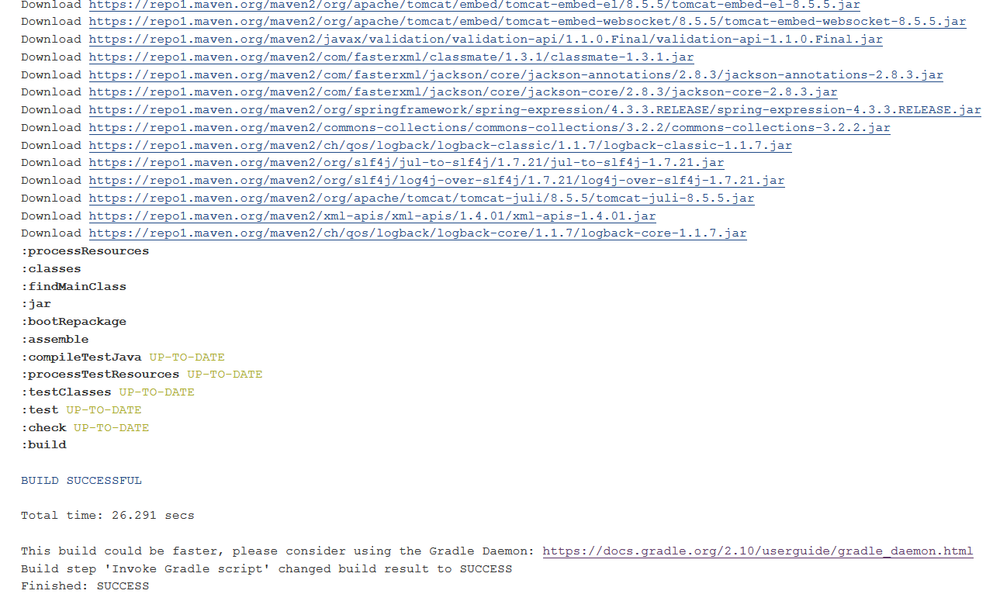 Download https://repo1.maven.org/maven2/org/apache/tomcat/embed/tomcat-embed-el/8.5.5/tomcat-embed-el-8.5.5.jar
Download https://repo1.maven.org/maven2/org/apache/tomcat/embed/tomcat-embed-websocket/8.5.5/tomcat-embed-websocket-8.5.5.jar
Download https://repo1.maven.org/maven2/javax/validation/validation-api/1.1.0.Final/validation-api-1.1.0.Final.jar
Download https://repo1.maven.org/maven2/com/fasterxml/classmate/1.3.1/classmate-1.3.1.jar
Download https://repo1.maven.org/maven2/com/fasterxml/jackson/core/jackson-annotations/2.8.3/jackson-annotations-2.8.3.jar
Download https://repo1.maven.org/maven2/com/fasterxml/jackson/core/jackson-core/2.8.3/jackson-core-2.8.3.jar
Download https://repo1.maven.org/maven2/org/springframework/spring-expression/4.3.3.RELEASE/spring-expression-4.3.3.RELEASE.jar
Download https://repo1.maven.org/maven2/commons-collections/commons-collections/3.2.2/commons-collections-3.2.2.jar
Download https://repo1.maven.org/maven2/ch/qos/logback/logback-classic/1.1.7/logback-classic-1.1.7.jar
Download https://repo1.maven.org/maven2/org/slf4j/jul-to-slf4j/1.7.21/jul-to-slf4j-1.7.21.jar
Download https://repo1.maven.org/maven2/org/slf4j/log4j-over-slf4j/1.7.21/log4j-over-slf4j-1.7.21.jar
Download https://repo1.maven.org/maven2/org/apache/tomcat/tomcat-juli/8.5.5/tomcat-juli-8.5.5.jar
Download https://repo1.maven.org/maven2/xml-apis/xml-apis/1.4.01/xml-apis-1.4.01.jar
Download https://repo1.maven.org/maven2/ch/qos/logback/logback-core/1.1.7/logback-core-1.1.7.jar
:processResources
:classes
:findMainClass
:jar
:bootRepackage
:assemble
:compileTestJava UP-TO-DATE
:processTestResources UP-TO-DATE
:testClasses UP-TO-DATE
:test UP-TO-DATE
:check UP-TO-DATE
:build
BUILD SUCCESSFUL
Total time: 26.291 secs
This build could be faster, please consider using the Gradle Daemon: https://docs.gradle.org/2.10/userguide/gradle_daemon.html
Build step 'Invoke Gradle script' changed build result to SUCCESS
Finished: SUCCESS